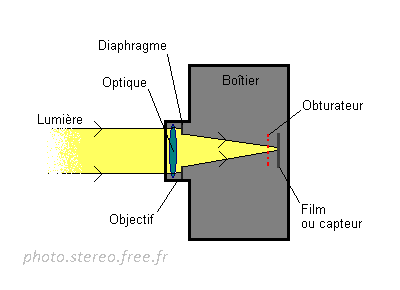 Diaphragme
Optique
Boîtier
Obturateur
Lumière
Objectif
Film
ou capteur
photo.stereo.free.fr